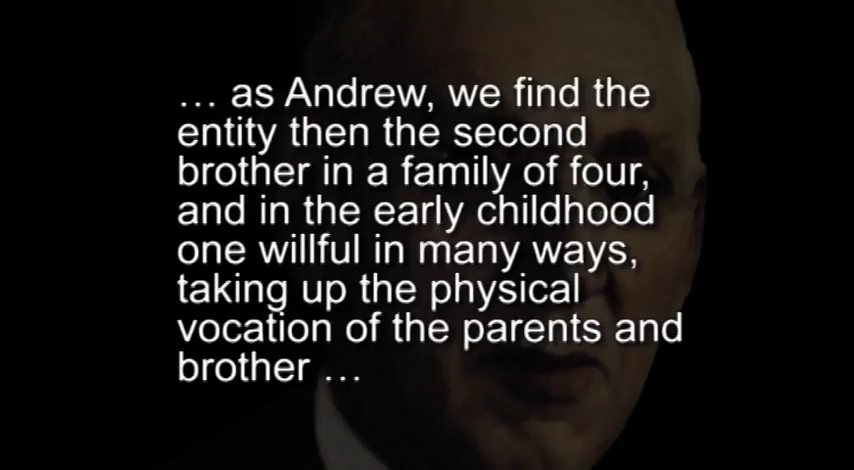 … as Andrew, we find the
entity then the second
brother in a family of four,
and in the early childhood
one willful in many ways,
taking up the physical
vocation of the parents and
brother …